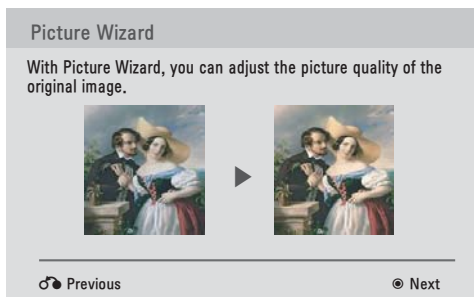 Picture Wizard
With Picture Wizard, you can adjust the picture quality of the
original image.
Previous
Next